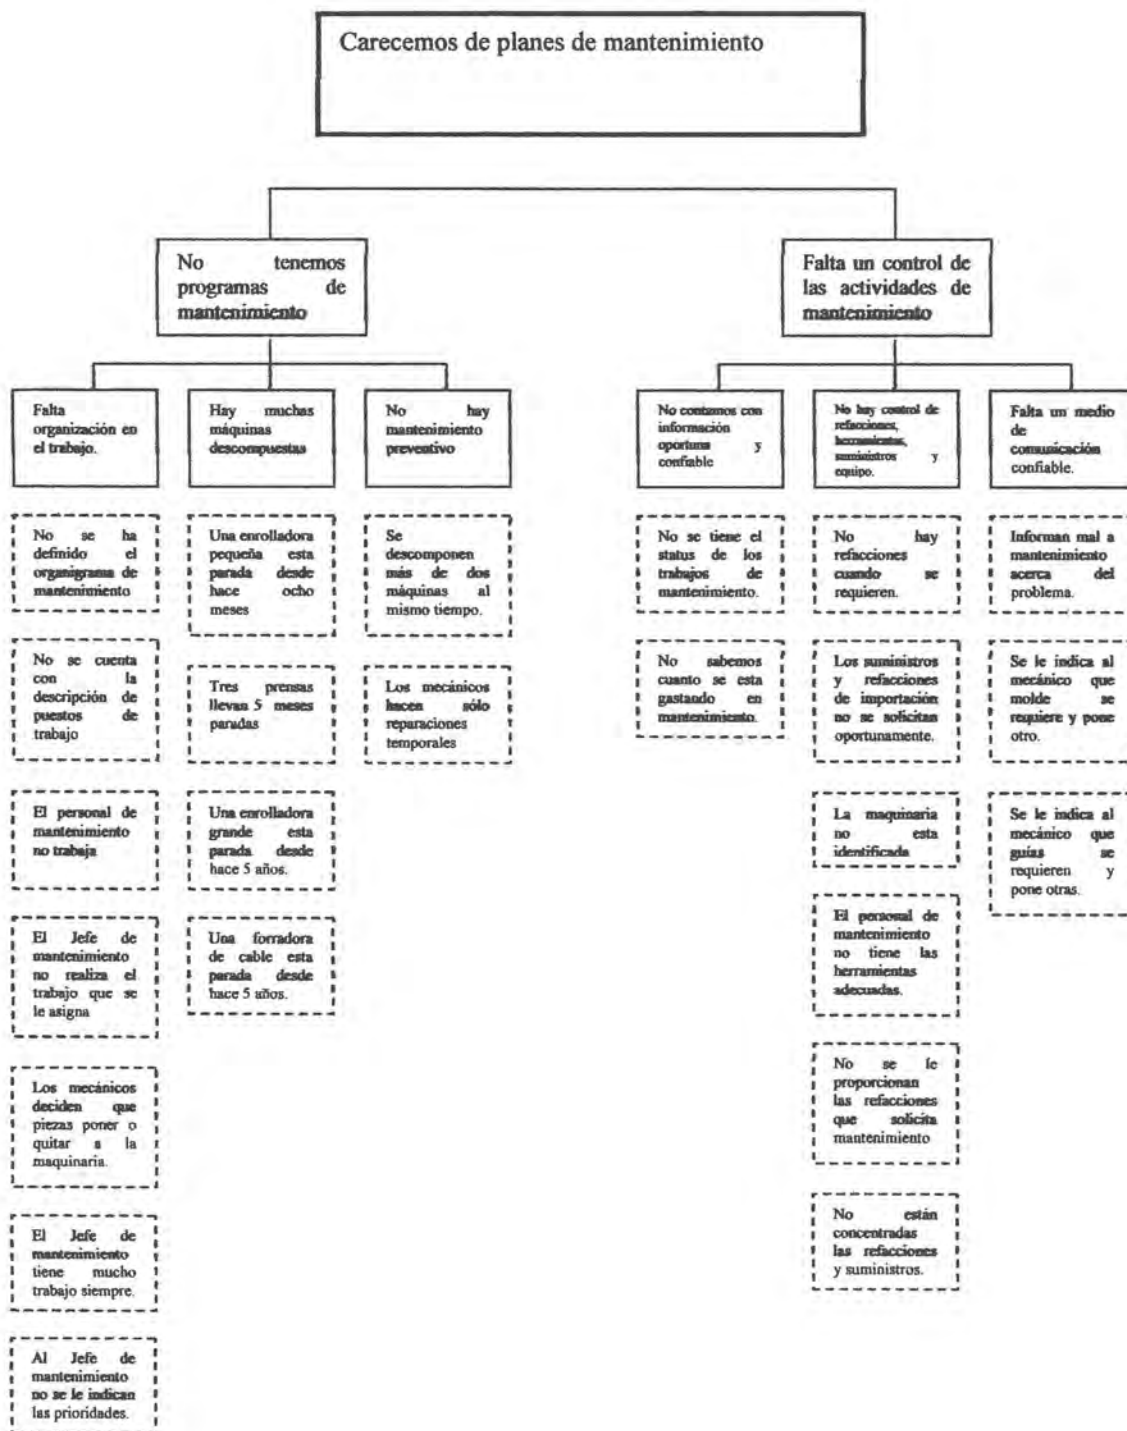 Carecemos de planes de mantenimiento
No tenemos
programas de
mantenimiento
Falta un control de
las actividades de
mantenimiento
Falta
organización en
el trabajo.
Hay muchas
máquinas
descompuestas
No hay
mantenimiento
preventivo
No contamos con
información
oportuna y
confiable
No hay control de
refacciones,
herramientas,
suministros y
equipo.
Falta un medio
de
comunicación
confiable.
No se ha
definido el
organigrama de
mantenimiento
No se cuenta
con la
descripción de
puestos de
trabajo
El personal de
mantenimiento
no trabaja
El Jefe de
mantenimiento
no realiza el
trabajo que se
le asigna
Los mecánicos
deciden que
piezas poner o
quitar a la
maquinaria.
El Jefe de
mantenimiento
tiene mucho
trabajo siempre.
Al Jefe de
mantenimiento
no se le indican
las prioridades.
Una enrolladora
pequeña esta
parada desde
hace ocho
meses
Tres prensas
llevan 5 meses
paradas
Una enrolladora
grande esta
parada desde
hace 5 años.
Una forradora
de cable esta
parada desde
hace 5 años.
Se
descomponen
más de dos
máquinas al
mismo tiempo.
Los mecánicos
hacen sólo
reparaciones
temporales
No se tiene el
status de los
trabajos de
mantenimiento.
No sabemos
cuanto se esta
gastando en
mantenimiento.
No hay
refacciones
cuando se
requieren.
Los suministros
y refacciones
de importación
no se solicitan
oportunamente.
La maquinaria
no esta
identificada
El personal de
mantenimiento
no tiene las
herramientas
adecuadas.
No se le
proporcionan
las refacciones
que solicita
mantenimiento
No están
concentradas
las refacciones
y suministros.
Informan mal a
mantenimiento
acerca del
problema.
Se le indica al
mecánico que
molde se
requiere y pone
otro.
Se le indica al
mecánico que
guías se
requieren y
pone otras.